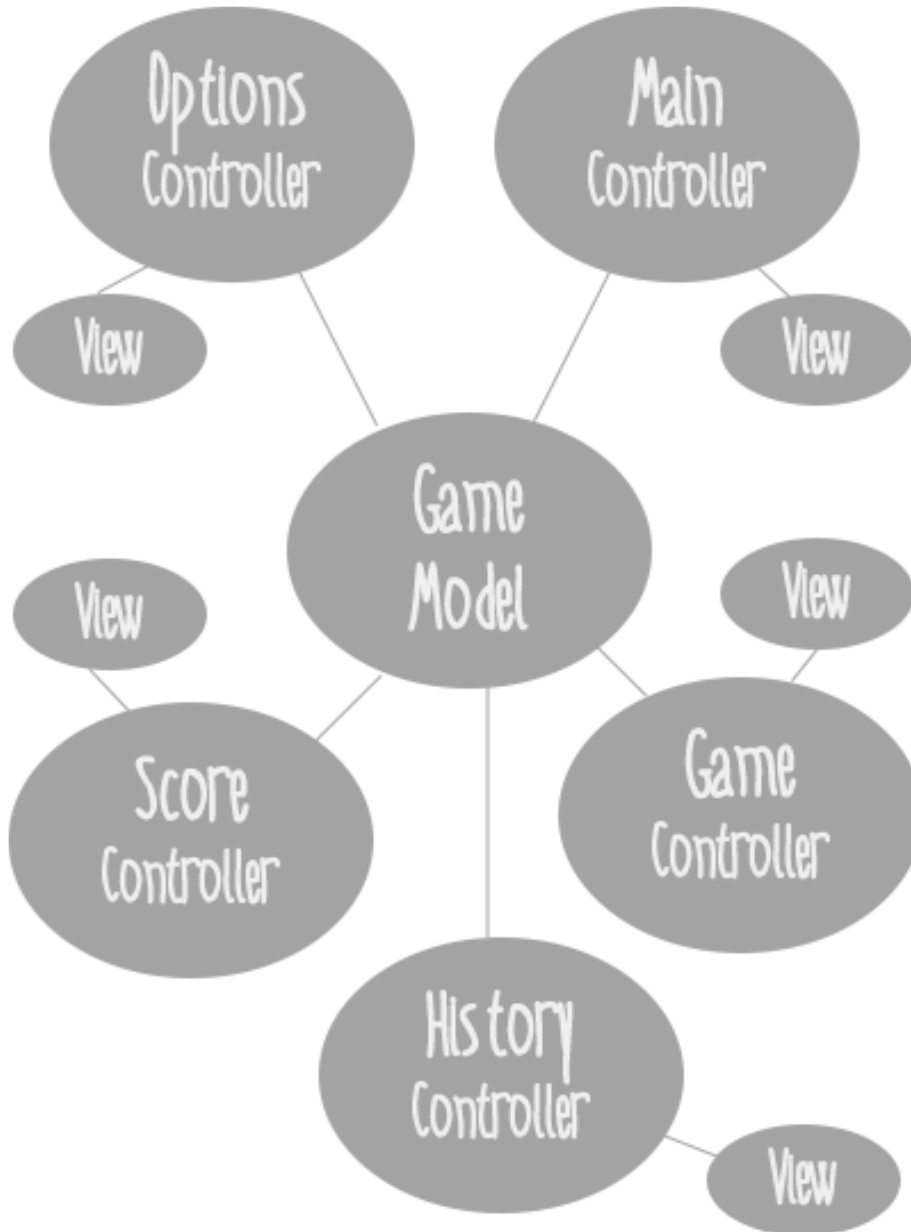 Options
Controller
Main
Controller
View
View
Game
Model
View
View
Score
Controller
Game
Controller
History
Controller
View